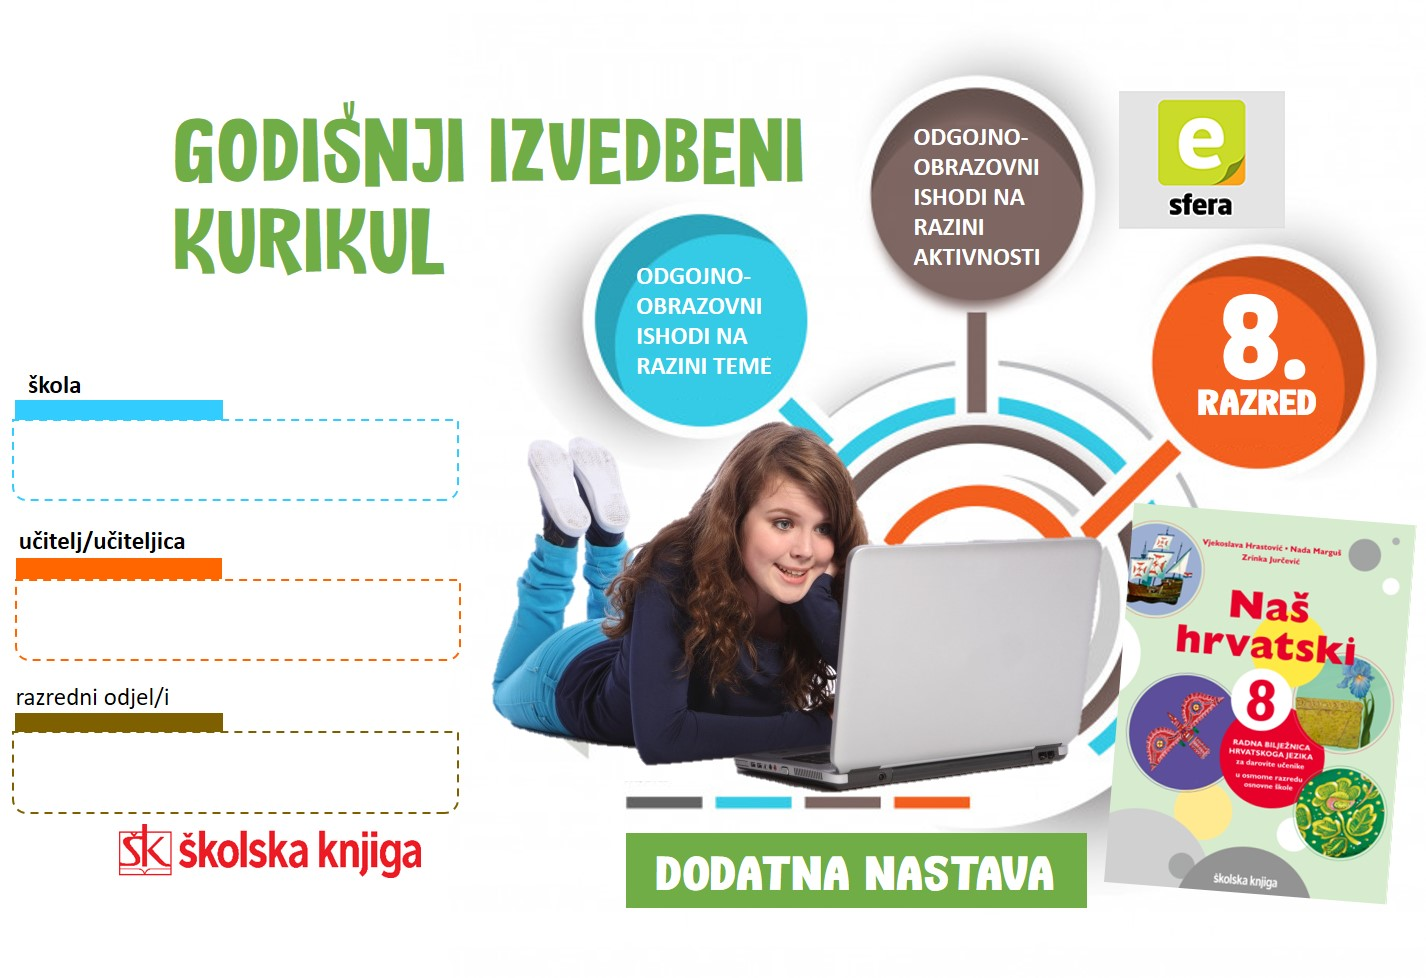 GODIŠNJI IZVEDBENI
KURIKUL
ODGOJNO-
OBRAZOVNI
ISHODI NA
RAZINI
AKTIVNOSTI
e
sfera
ODGOJNO-
OBRAZOVNI
ISHODI NA
RAZINI TEME
8.
RAZRED
škola
učitelj/učiteljica
razredni odjel/i
ŠK školska knjiga
Vjekoslava Hrastović • Nada Marguš
Zrinka Jurčević
Naš
hrvatski
8
RADNA BILJEŽNICA
HRVATSKOGA JEZIKA
za darovite učenike
u osmome razredu
osnovne škole
školska knjiga
DODATNA NASTAVA